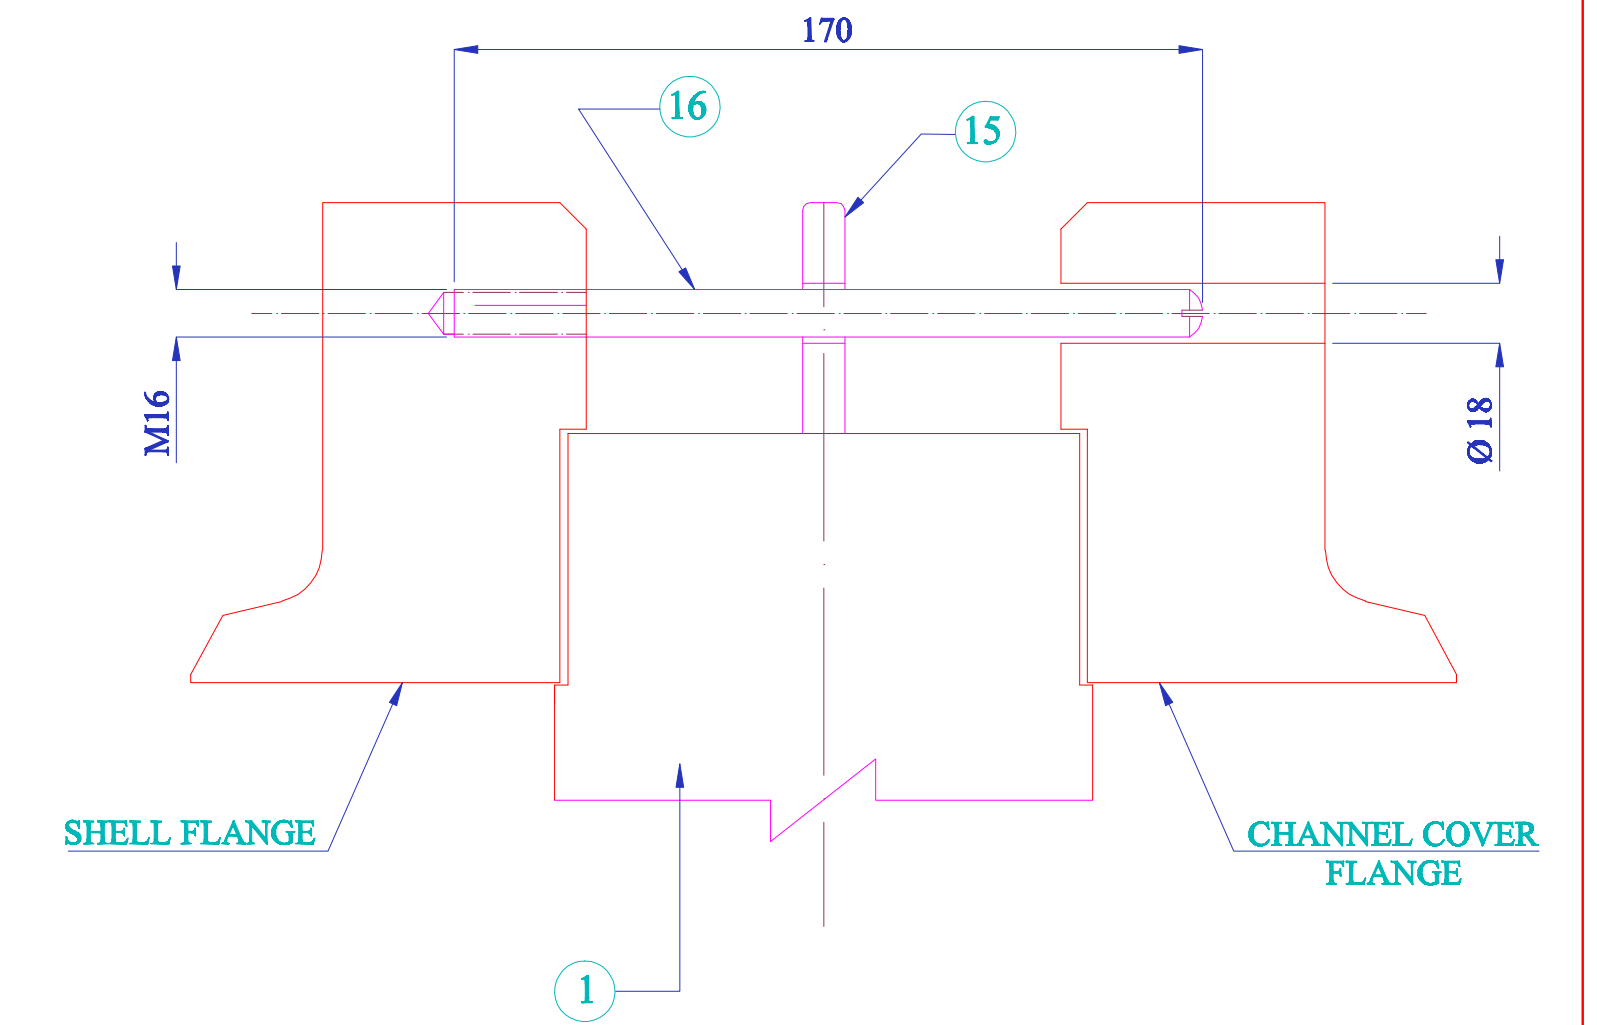 170
16
15
M16
Ø 18
SHELL FLANGE
CHANNEL COVER
FLANGE
1